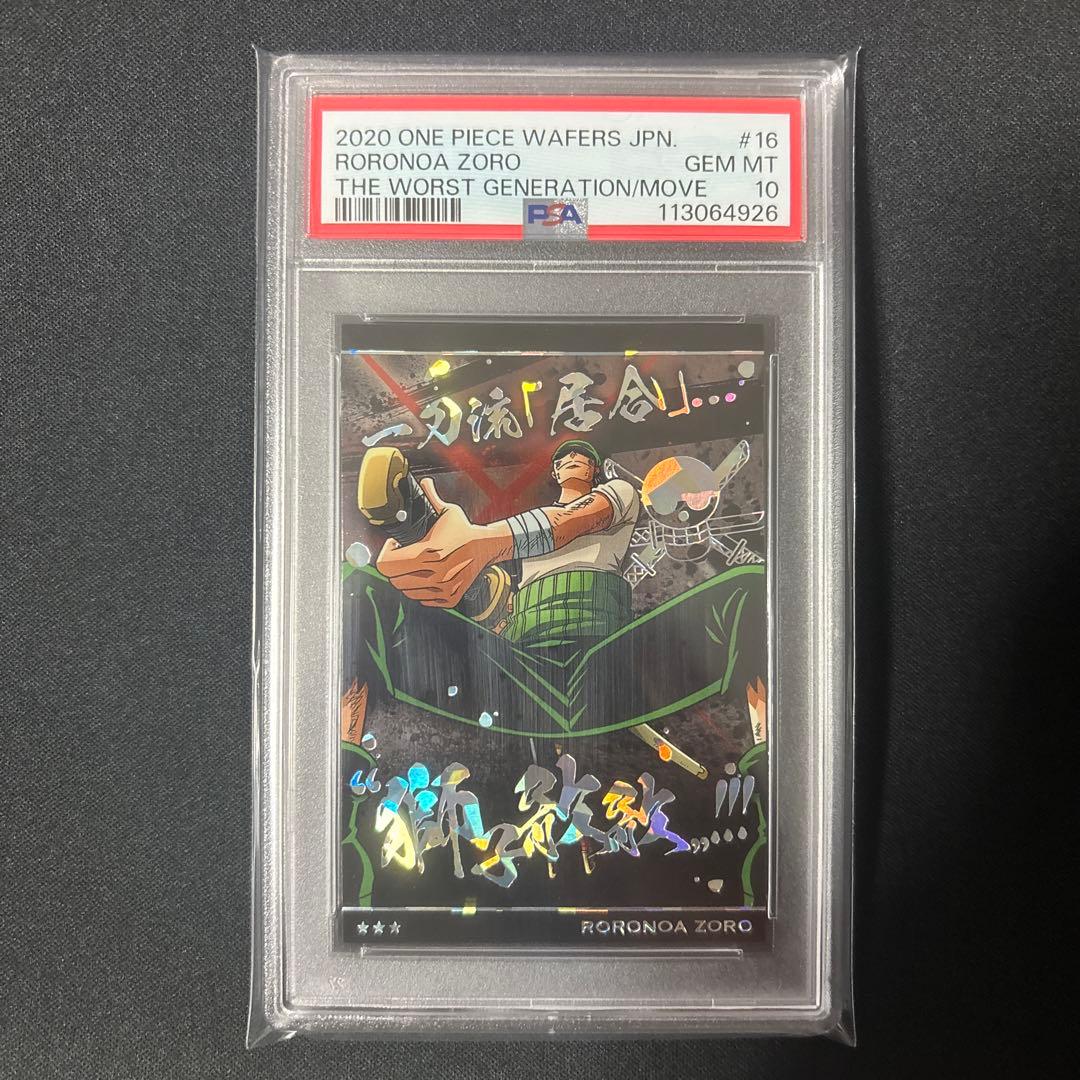 2020 ONE PIECE WAFERS JPN. #16
RORONOA ZORO GEM MT
THE WORST GENERATION/MOVE 10
PSA 113064926
一刀流「居合」...
“獅子歌歌„...!!!
★★★ RORONOA ZORO